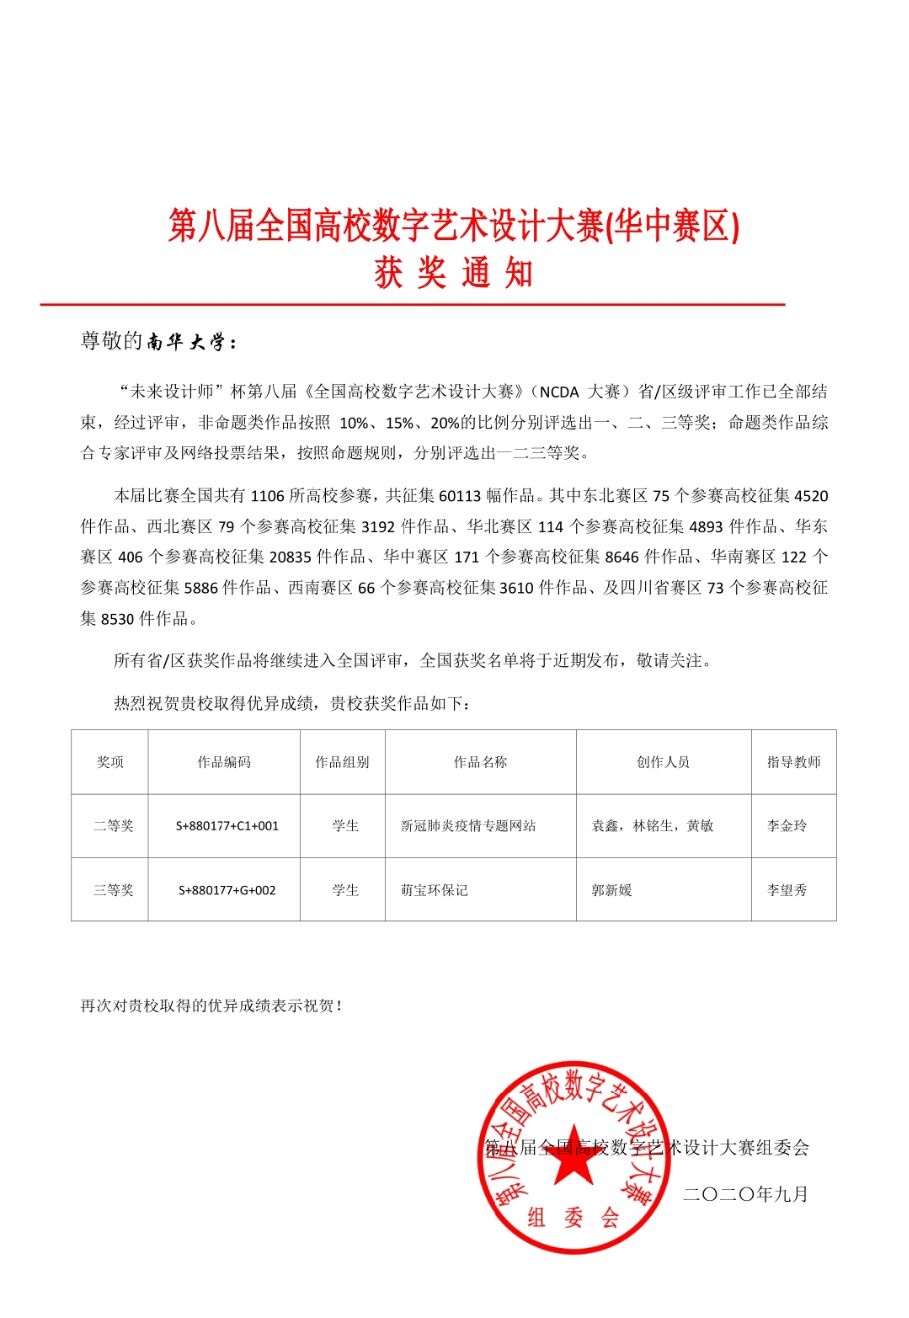 第八届全国高校数字艺术设计大赛(华中赛区)
获 奖 通 知
尊敬的南华大学：
“未来设计师”杯第八届《全国高校数字艺术设计大赛》（NCDA 大赛）省/区级评审工作已全部结
束，经过评审，非命题类作品按照 10%、15%、20%的比例分别评选出一、二、三等奖；命题类作品综
合专家评审及网络投票结果，按照命题规则，分别评选出一二三等奖。
本届比赛全国共有 1106 所高校参赛，共征集 60113 幅作品。其中东北赛区 75 个参赛高校征集 4520
件作品、西北赛区 79 个参赛高校征集 3192 件作品、华北赛区 114 个参赛高校征集 4893 件作品、华东
赛区 406 个参赛高校征集 20835 件作品、华中赛区 171 个参赛高校征集 8646 件作品、华南赛区 122 个
参赛高校征集 5886 件作品、西南赛区 66 个参赛高校征集 3610 件作品、及四川省赛区 73 个参赛高校征
集 8530 件作品。
所有省/区获奖作品将继续进入全国评审，全国获奖名单将于近期发布，敬请关注。
热烈祝贺贵校取得优异成绩，贵校获奖作品如下：
奖项 作品编码 作品组别 作品名称 创作人员 指导教师
二等奖 S+880177+C1+001 学生 新冠肺炎疫情专题网站 袁鑫，林铭生，黄敏 李金玲
三等奖 S+880177+G+002 学生 萌宝环保记 郭新媛 李望秀
再次对贵校取得的优异成绩表示祝贺！
第八届全国高校数字艺术设计大赛
第八届全国高校数字艺术设计大赛组委会
二〇二〇年九月
组 委 会